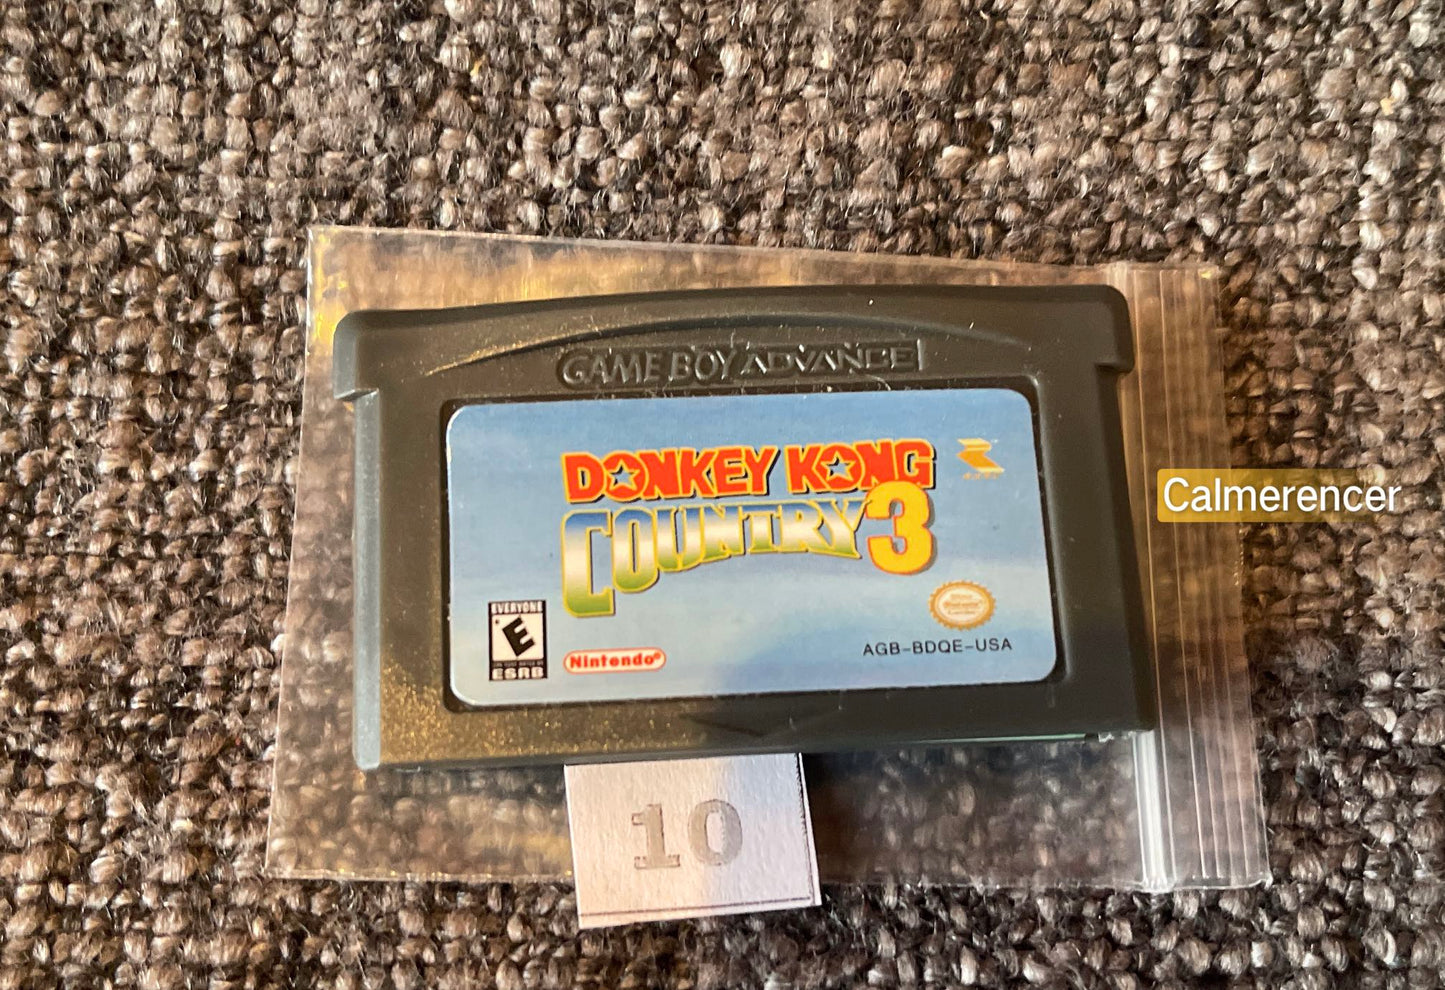 GAME BOY ADVANCE
DONKEY KONG
COUNTRY 3
Calmerencer
EVERYONE
E
ESRB
Nintendo®
AGB-BDQE-USA
10